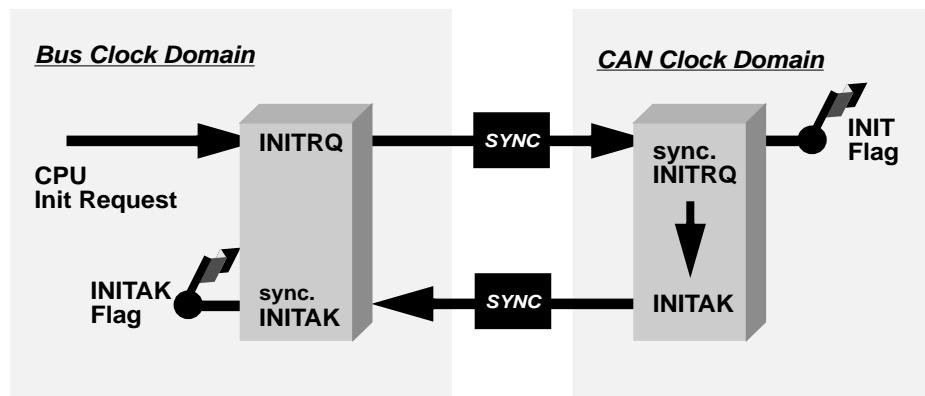 Bus Clock Domain
CAN Clock Domain
CPU
Init Request
INITRQ
SYNC
sync.
INITRQ
INIT
Flag
INITAK
Flag
sync.
INITAK
SYNC
INITAK